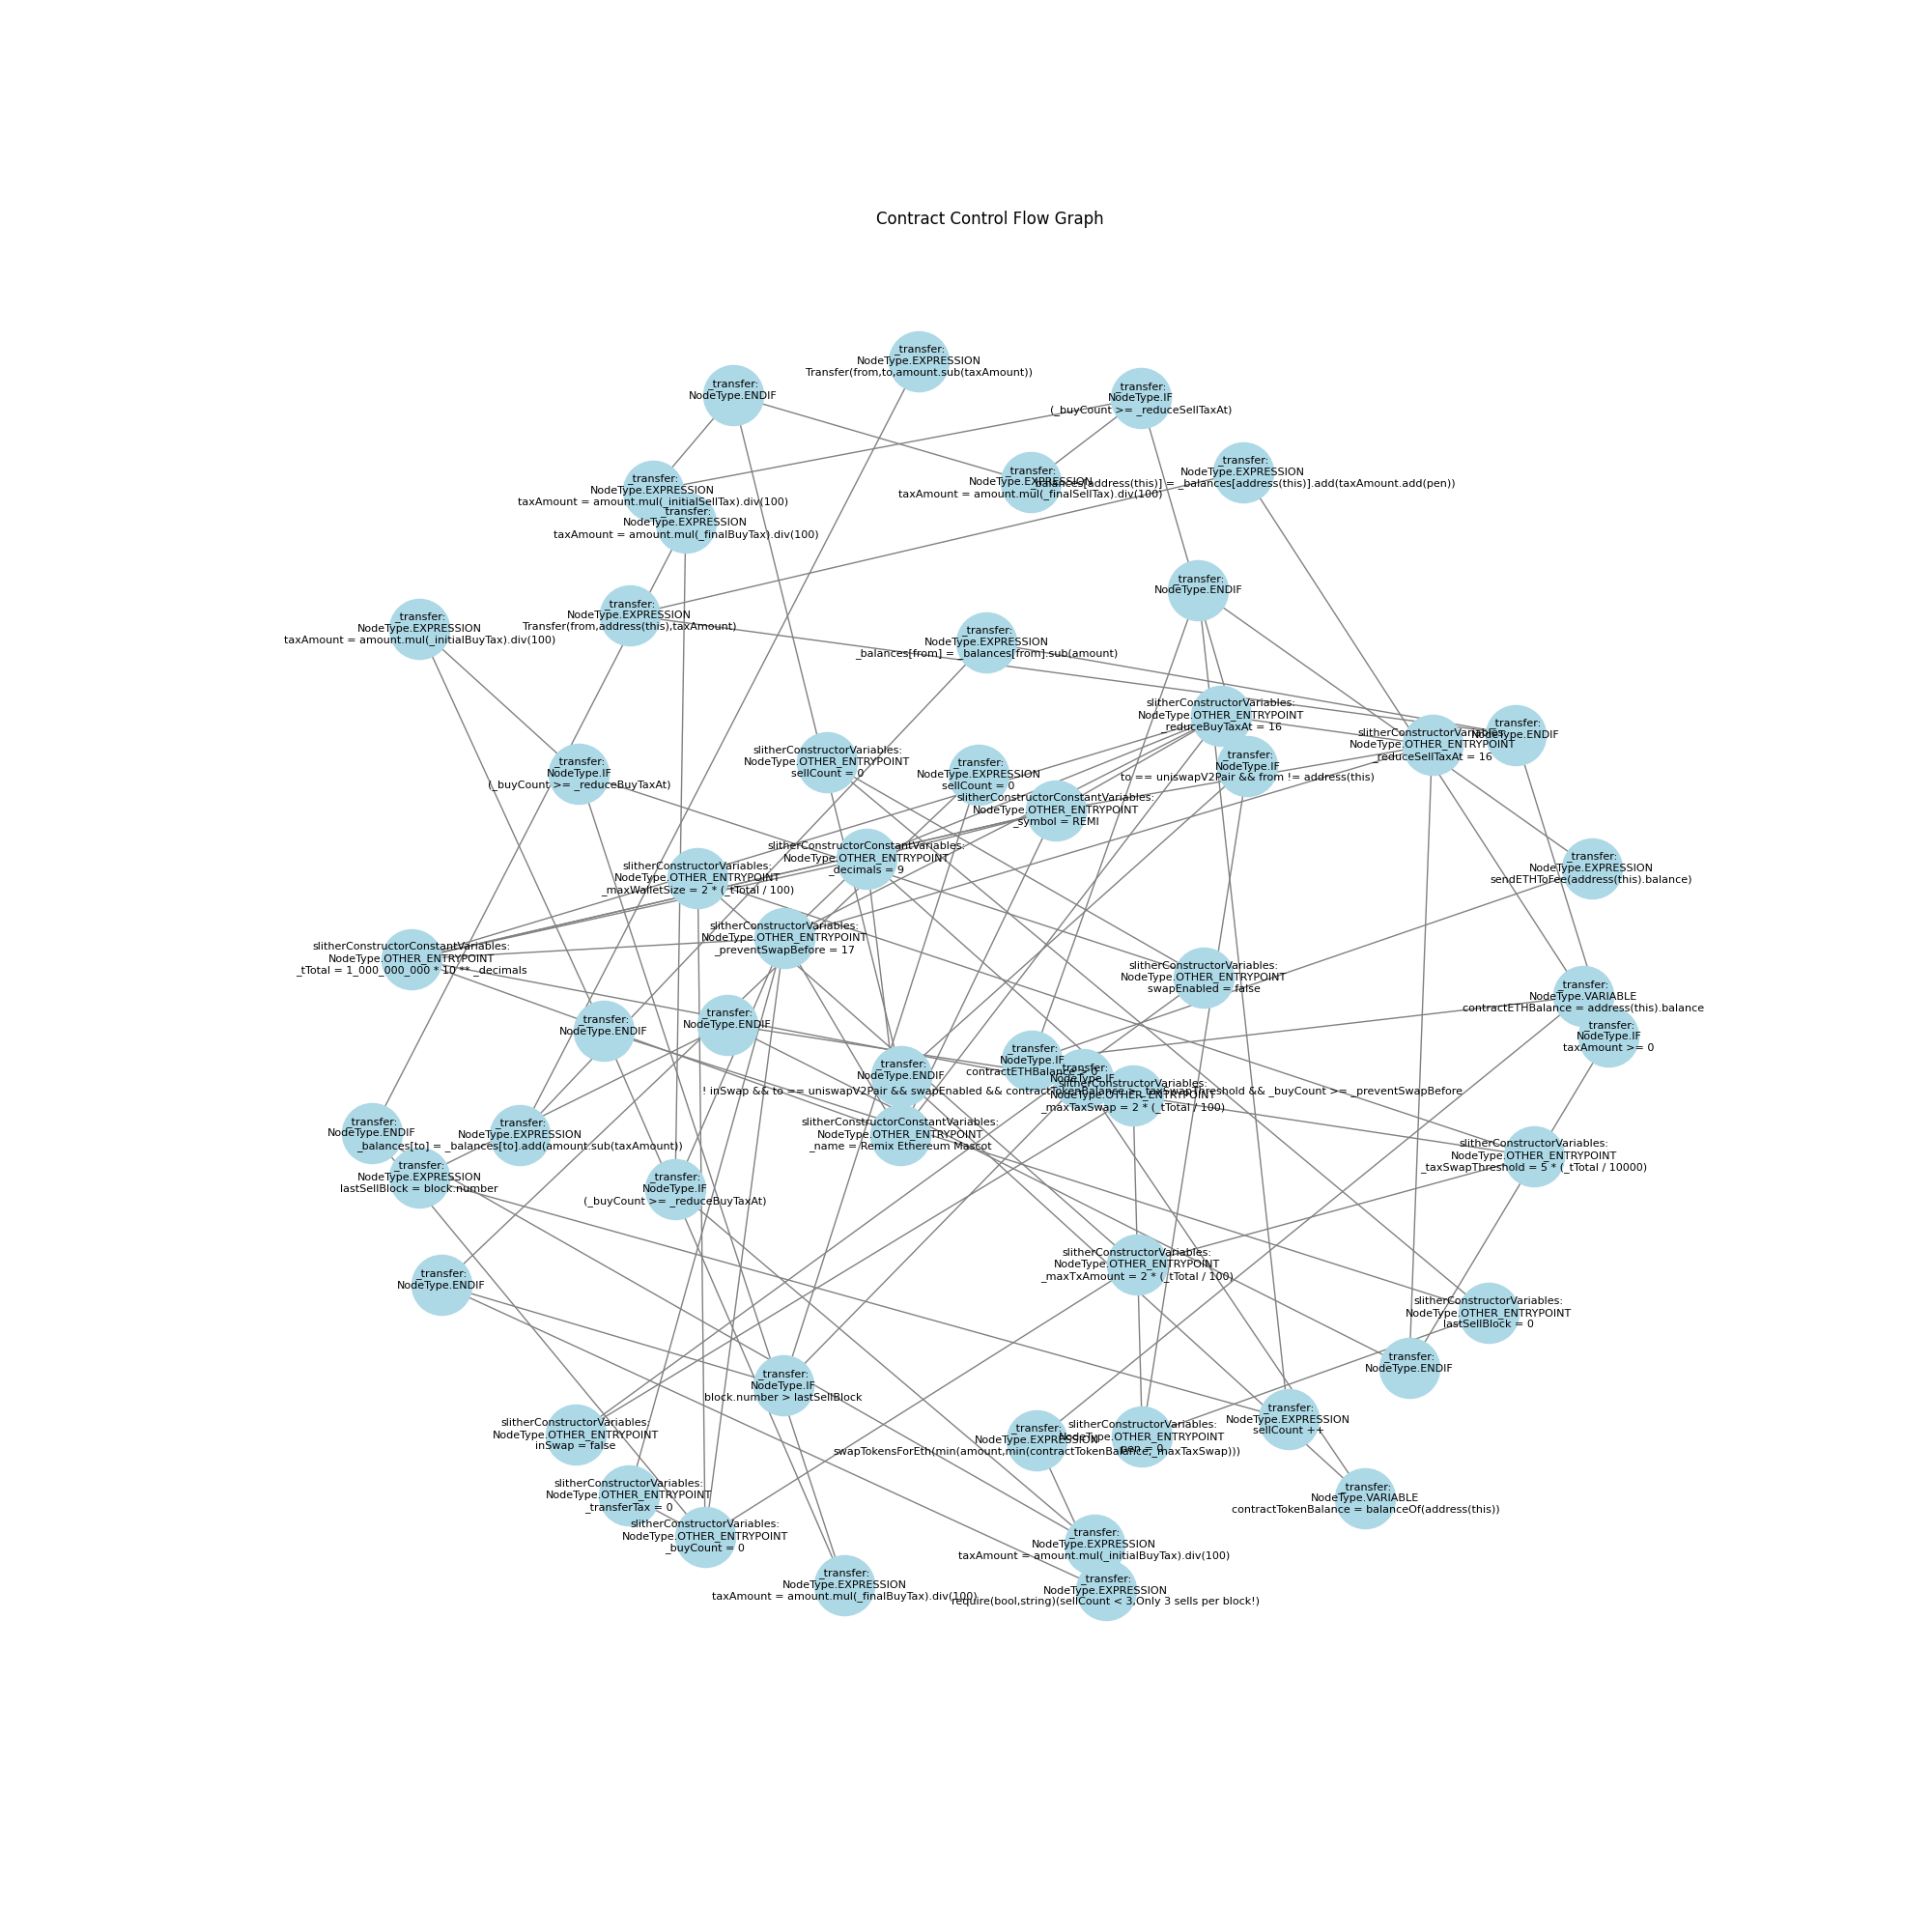 Contract Control Flow Graph
_transfer:
NodeType.EXPRESSION
Transfer(from,to,amount.sub(taxAmount))
_transfer:
NodeType.ENDIF
_transfer:
NodeType.IF
(_buyCount >= _reduceSellTaxAt)
_transfer:
NodeType.EXPRESSION
_balances[address(this)] = _balances[address(this)].add(taxAmount.add(pen))
_transfer:
NodeType.EXPRESSION
taxAmount = amount.mul(_finalSellTax).div(100)
_transfer:
NodeType.EXPRESSION
taxAmount = amount.mul(_initialSellTax).div(100)
_transfer:
NodeType.EXPRESSION
taxAmount = amount.mul(_finalBuyTax).div(100)
_transfer:
NodeType.ENDIF
_transfer:
NodeType.EXPRESSION
Transfer(from,address(this),taxAmount)
_transfer:
NodeType.EXPRESSION
taxAmount = amount.mul(_initialBuyTax).div(100)
_transfer:
NodeType.EXPRESSION
_balances[from] = _balances[from].sub(amount)
slitherConstructorVariables:
NodeType.OTHER_ENTRYPOINT
_reduceBuyTaxAt = 16
_transfer:
NodeType.ENDIF
slitherConstructorVariables:
NodeType.OTHER_ENTRYPOINT
_reduceSellTaxAt = 16
slitherConstructorVariables:
NodeType.OTHER_ENTRYPOINT
sellCount = 0
_transfer:
NodeType.IF
to == uniswapV2Pair && from != address(this)
_transfer:
NodeType.IF
(_buyCount >= _reduceBuyTaxAt)
_transfer:
NodeType.EXPRESSION
sellCount = 0
slitherConstructorConstantVariables:
NodeType.OTHER_ENTRYPOINT
_symbol = REMI
slitherConstructorConstantVariables:
NodeType.OTHER_ENTRYPOINT
_decimals = 9
_transfer:
NodeType.EXPRESSION
sendETHToFee(address(this).balance)
slitherConstructorVariables:
NodeType.OTHER_ENTRYPOINT
_maxWalletSize = 2 * (_tTotal / 100)
slitherConstructorVariables:
NodeType.OTHER_ENTRYPOINT
_preventSwapBefore = 17
slitherConstructorConstantVariables:
NodeType.OTHER_ENTRYPOINT
_tTotal = 1_000_000_000 * 10 ** _decimals
slitherConstructorVariables:
NodeType.OTHER_ENTRYPOINT
swapEnabled = false
_transfer:
NodeType.VARIABLE
contractETHBalance = address(this).balance
_transfer:
NodeType.ENDIF
_transfer:
NodeType.ENDIF
_transfer:
NodeType.IF
taxAmount >= 0
_transfer:
NodeType.IF
contractETHBalance > 0
_transfer:
NodeType.ENDIF
_transfer:
NodeType.IF
! inSwap && to == uniswapV2Pair && swapEnabled && contractTokenBalance > _taxSwapThreshold && _buyCount >= _preventSwapBefore
slitherConstructorVariables:
NodeType.OTHER_ENTRYPOINT
_maxTaxSwap = 2 * (_tTotal / 100)
_transfer:
NodeType.ENDIF
_transfer:
NodeType.EXPRESSION
_balances[to] = _balances[to].add(amount.sub(taxAmount))
slitherConstructorConstantVariables:
NodeType.OTHER_ENTRYPOINT
_name = Remix Ethereum Mascot
slitherConstructorVariables:
NodeType.OTHER_ENTRYPOINT
_taxSwapThreshold = 5 * (_tTotal / 10000)
_transfer:
NodeType.EXPRESSION
lastSellBlock = block.number
_transfer:
NodeType.IF
(_buyCount >= _reduceBuyTaxAt)
slitherConstructorVariables:
NodeType.OTHER_ENTRYPOINT
_maxTxAmount = 2 * (_tTotal / 100)
_transfer:
NodeType.ENDIF
slitherConstructorVariables:
NodeType.OTHER_ENTRYPOINT
lastSellBlock = 0
_transfer:
NodeType.ENDIF
_transfer:
NodeType.IF
block.number > lastSellBlock
_transfer:
NodeType.EXPRESSION
sellCount ++
slitherConstructorVariables:
NodeType.OTHER_ENTRYPOINT
inSwap = false
_transfer:
NodeType.EXPRESSION
swapTokensForEth(min(amount,min(contractTokenBalance,_maxTaxSwap)))
slitherConstructorVariables:
NodeType.OTHER_ENTRYPOINT
pen = 0
slitherConstructorVariables:
NodeType.OTHER_ENTRYPOINT
_transferTax = 0
_transfer:
NodeType.VARIABLE
contractTokenBalance = balanceOf(address(this))
slitherConstructorVariables:
NodeType.OTHER_ENTRYPOINT
_buyCount = 0
_transfer:
NodeType.EXPRESSION
taxAmount = amount.mul(_initialBuyTax).div(100)
_transfer:
NodeType.EXPRESSION
taxAmount = amount.mul(_finalBuyTax).div(100)
_transfer:
NodeType.EXPRESSION
require(bool,string)(sellCount < 3,Only 3 sells per block!)